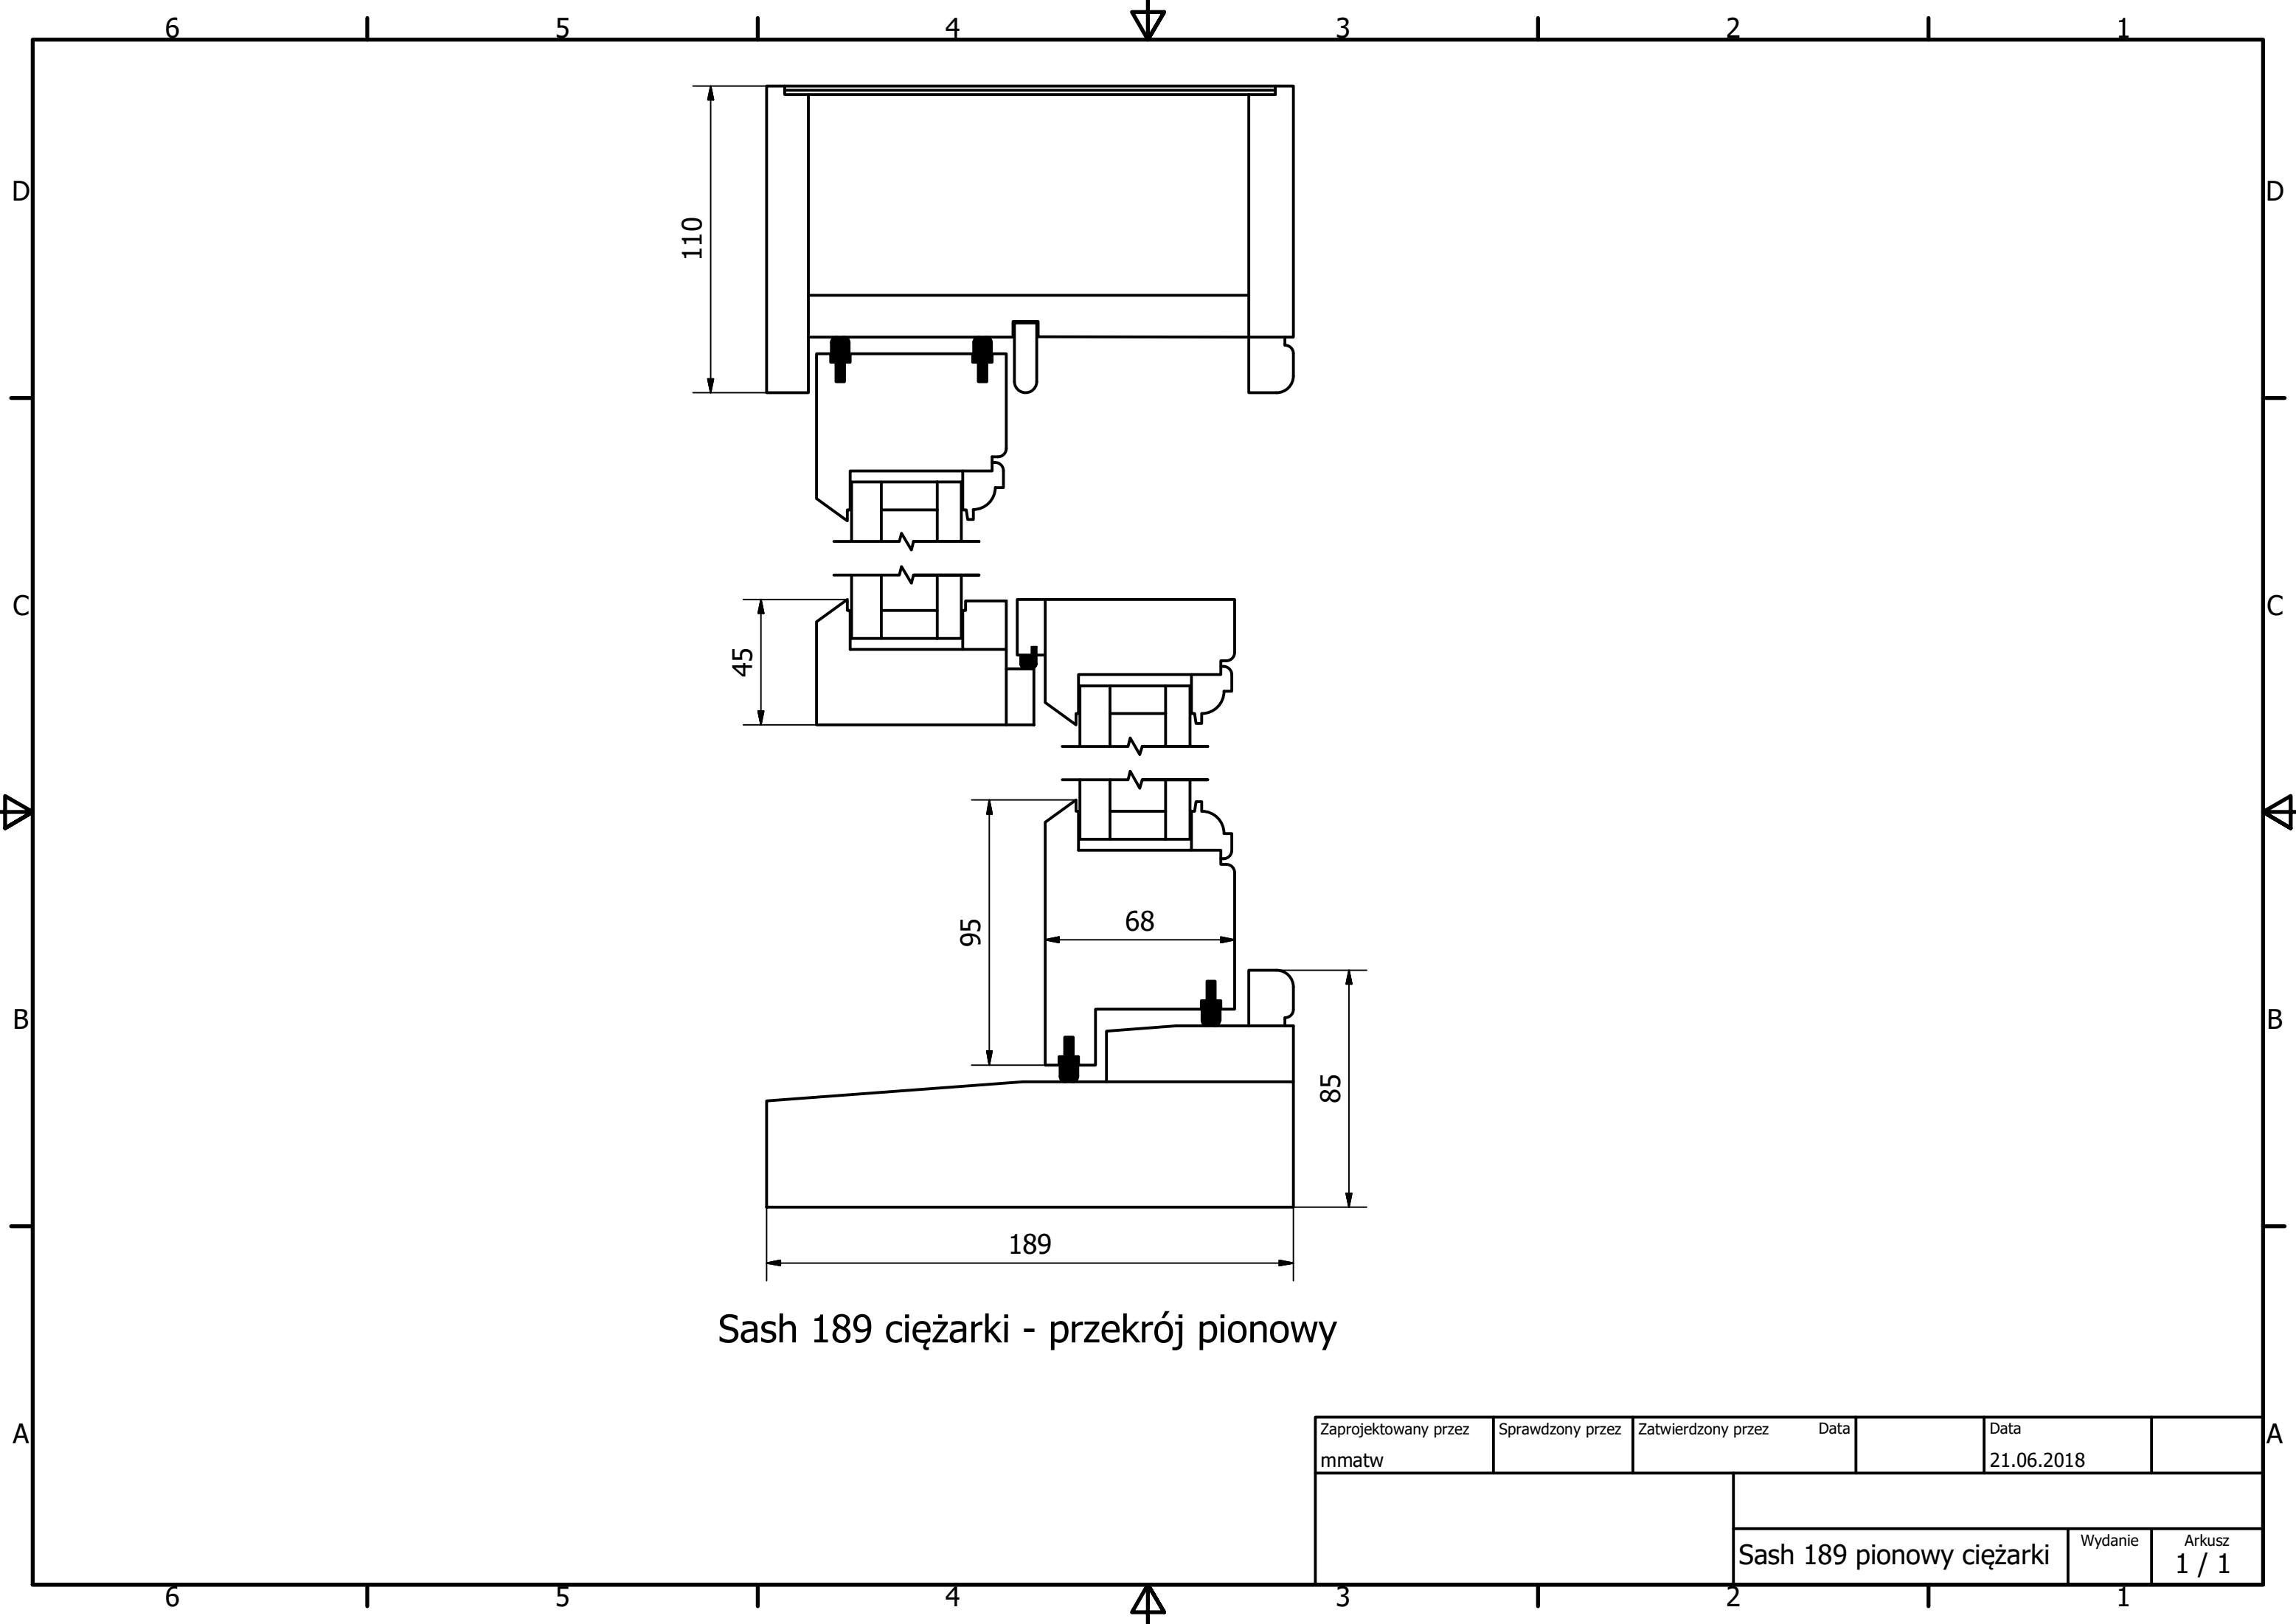 6 5 4 3 2 1
D D
110
C C
45
95
68
B B
85
189
Sash 189 ciężarki - przekrój pionowy
A A
Zaprojektowany przez Sprawdzony przez Zatwierdzony przez Data Data
mmatw 21.06.2018
Wydanie Arkusz
Sash 189 pionowy ciężarki 1 / 1
6 5 4 3 2 1